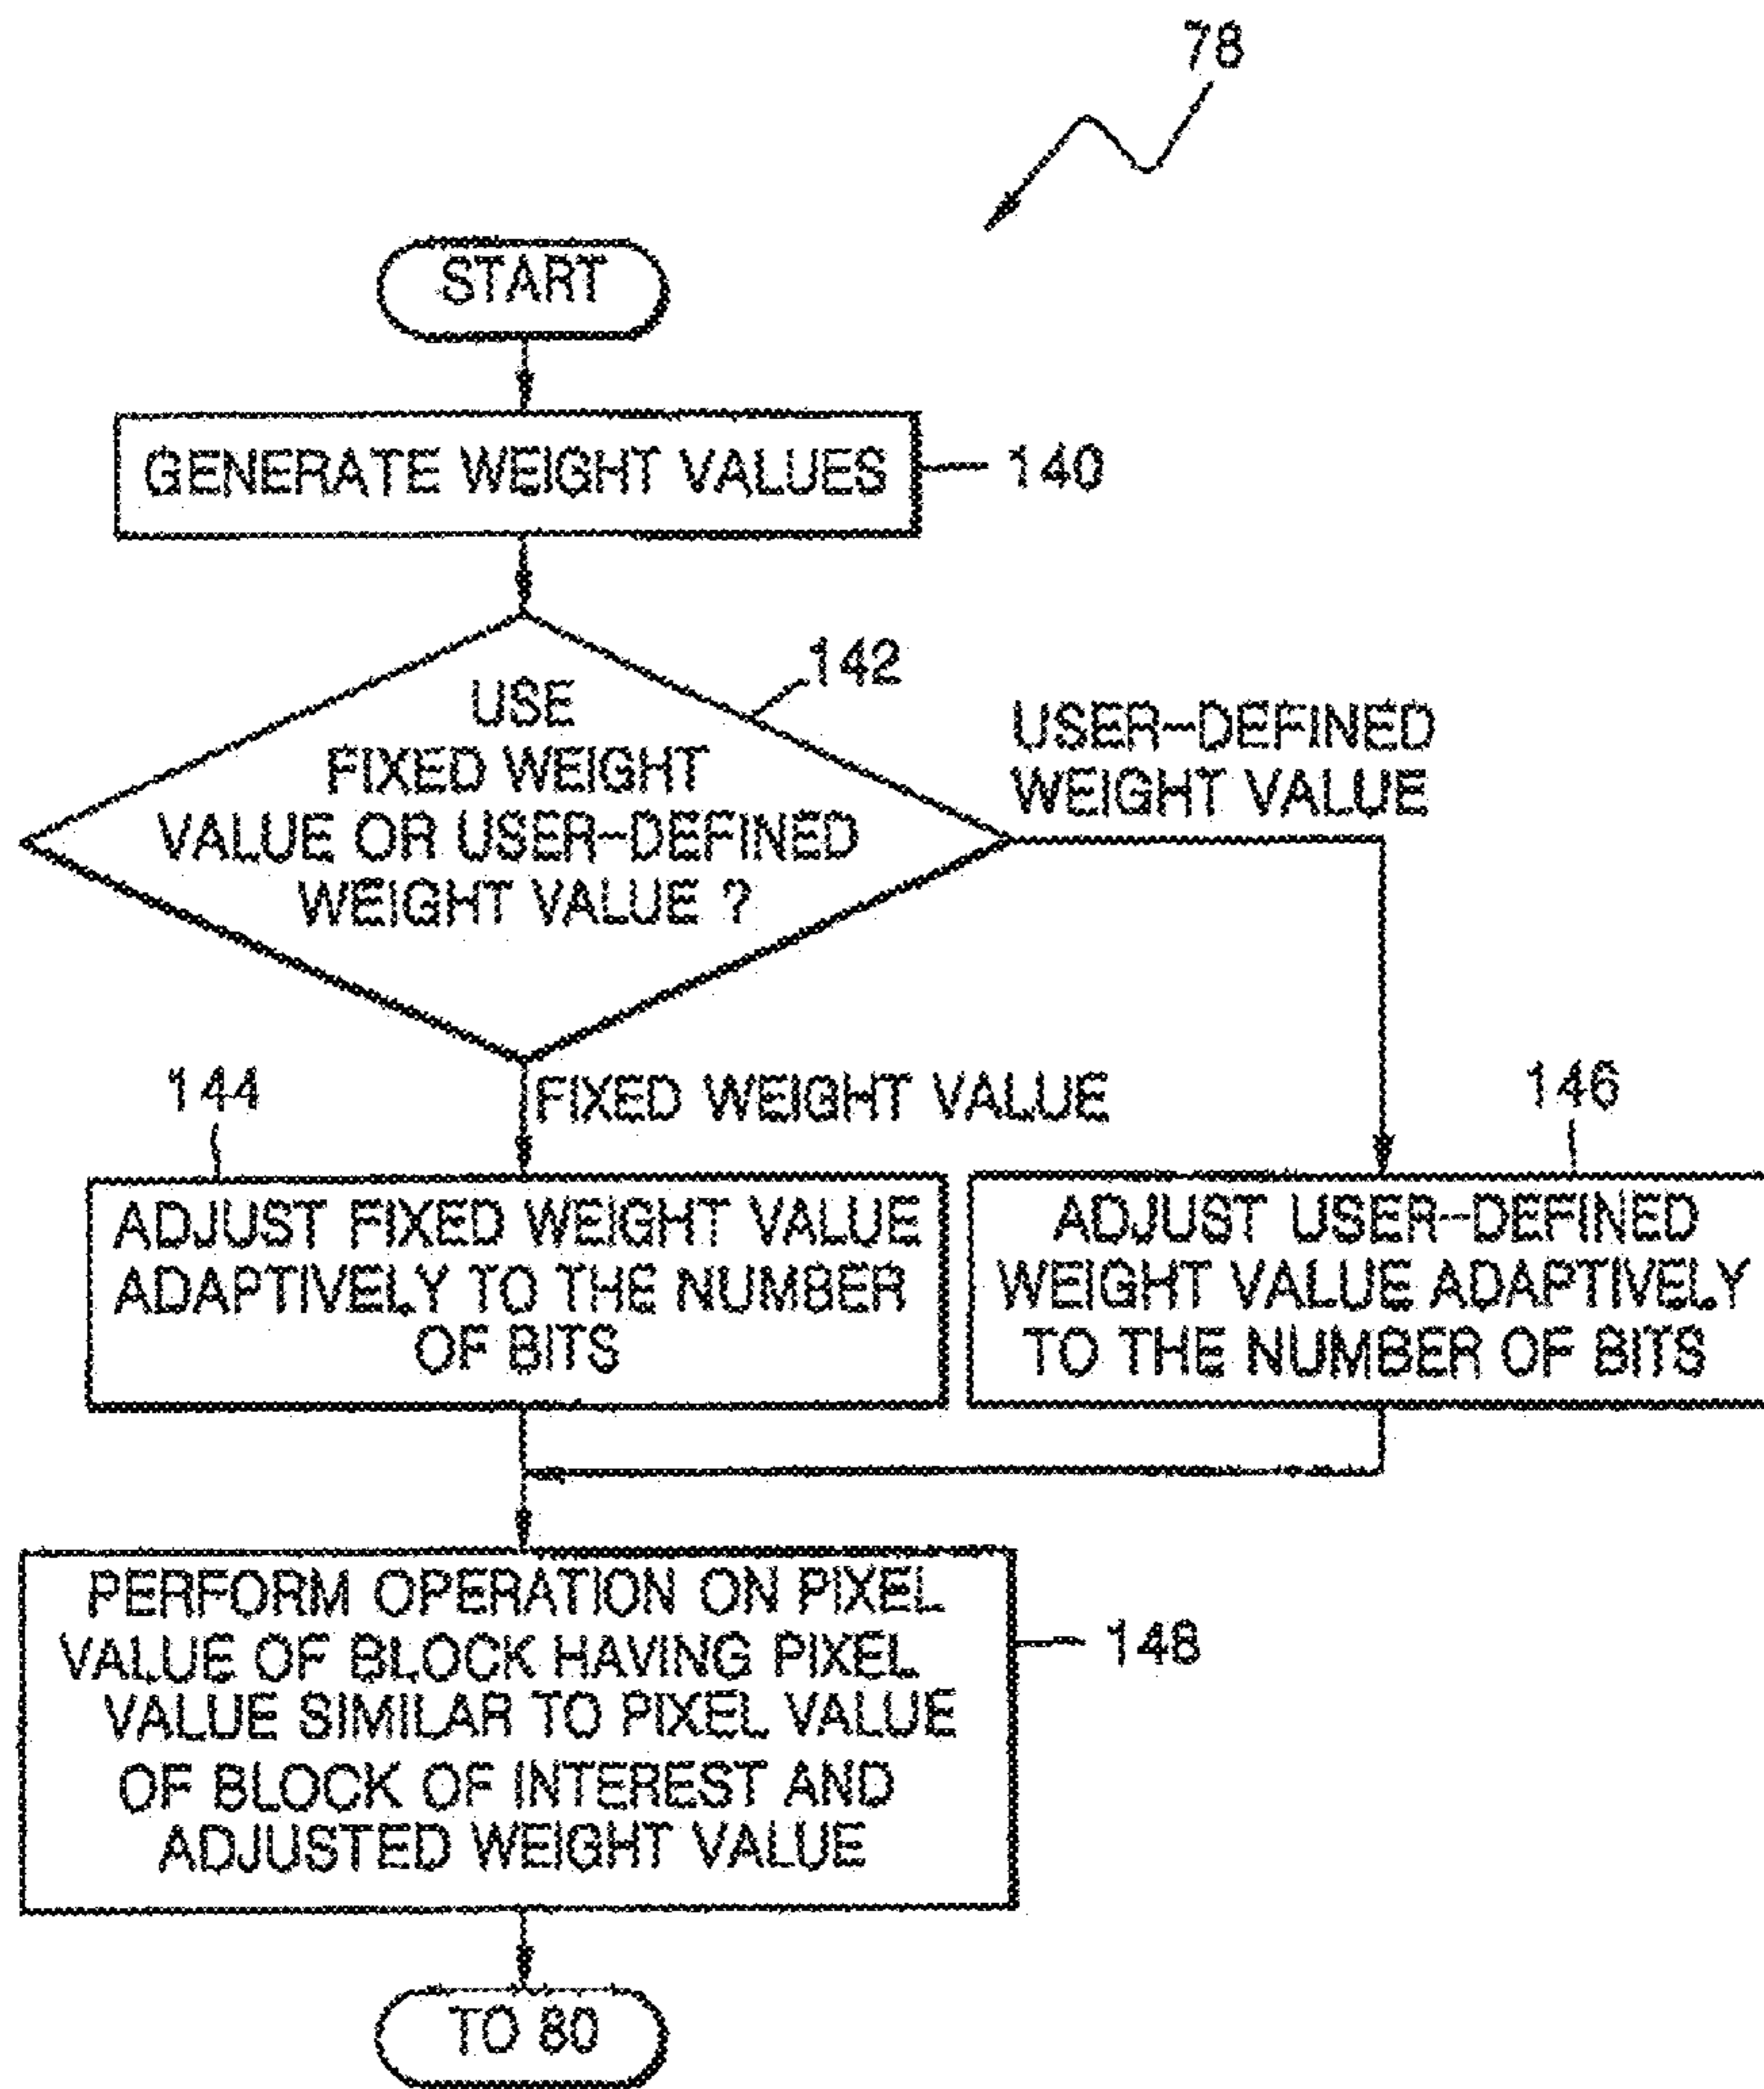 78
START
GENERATE WEIGHT VALUES
140
142
USE
FIXED WEIGHT
VALUE OR USER-DEFINED
WEIGHT VALUE ?
USER-DEFINED
WEIGHT VALUE
144
FIXED WEIGHT VALUE
146
ADJUST FIXED WEIGHT VALUE
ADAPTIVELY TO THE NUMBER
OF BITS
ADJUST USER-DEFINED
WEIGHT VALUE ADAPTIVELY
TO THE NUMBER OF BITS
PERFORM OPERATION ON PIXEL
VALUE OF BLOCK HAVING PIXEL
VALUE SIMILAR TO PIXEL VALUE
OF BLOCK OF INTEREST AND
ADJUSTED WEIGHT VALUE
148
TO 80